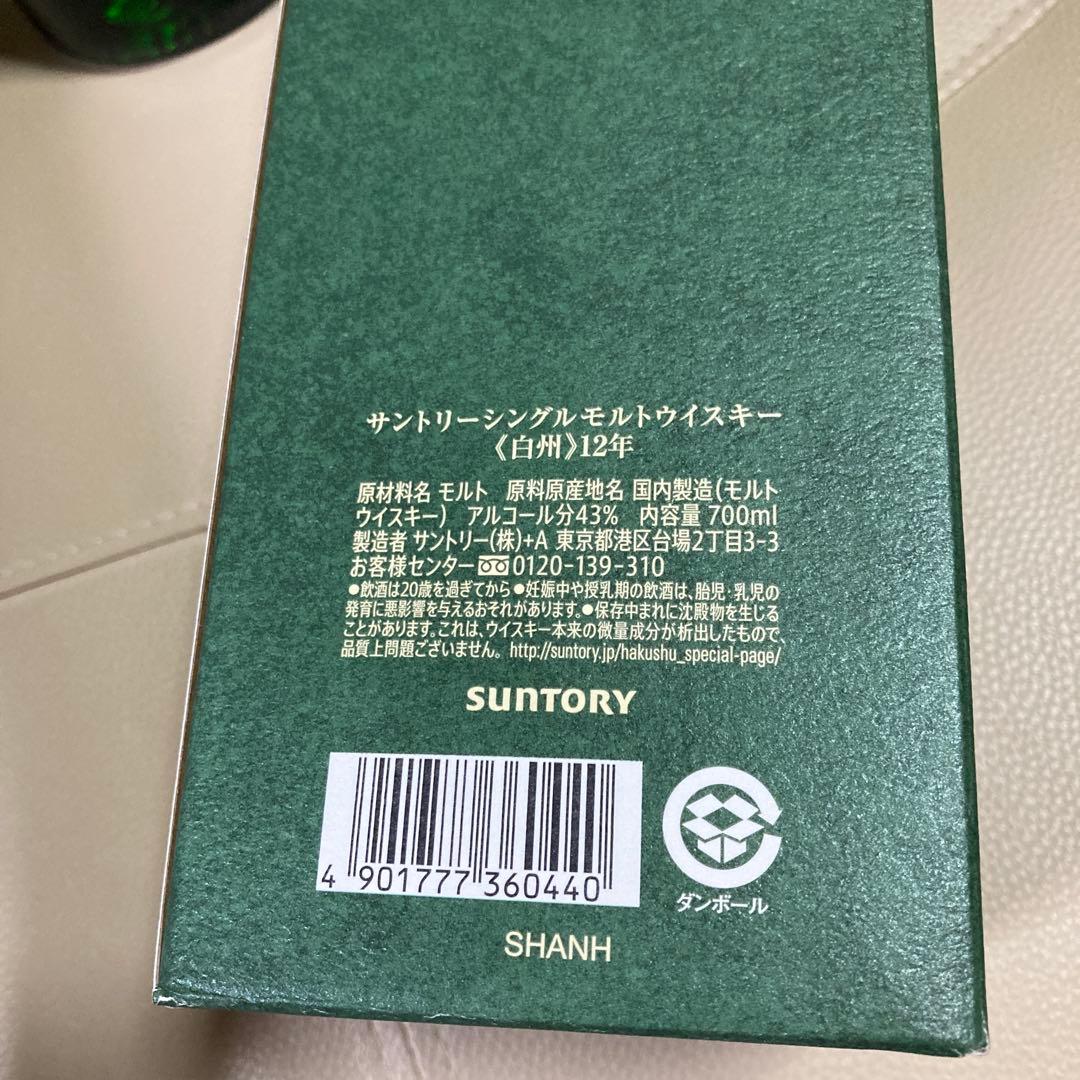 サントリーシングルモルトウイスキー
《白州》12年
原材料名 モルト　原料原産地名 国内製造(モルト
ウイスキー)　アルコール分43%　内容量 700ml
製造者 サントリー(株)+A 東京都港区台場2丁目3-3
お客様センター 0120-139-310
●飲酒は20歳を過ぎてから ●妊娠中や授乳期の飲酒は、胎児・乳児の
発育に悪影響を与えるおそれがあります。●保存中まれに沈殿物を生じる
ことがあります。これは、ウイスキー本来の微量成分が析出したもので、
品質上問題ございません。 http://suntory.jp/hakushu_special-page/
SUNTORY
4 901777 360440
ダンボール
SHANH